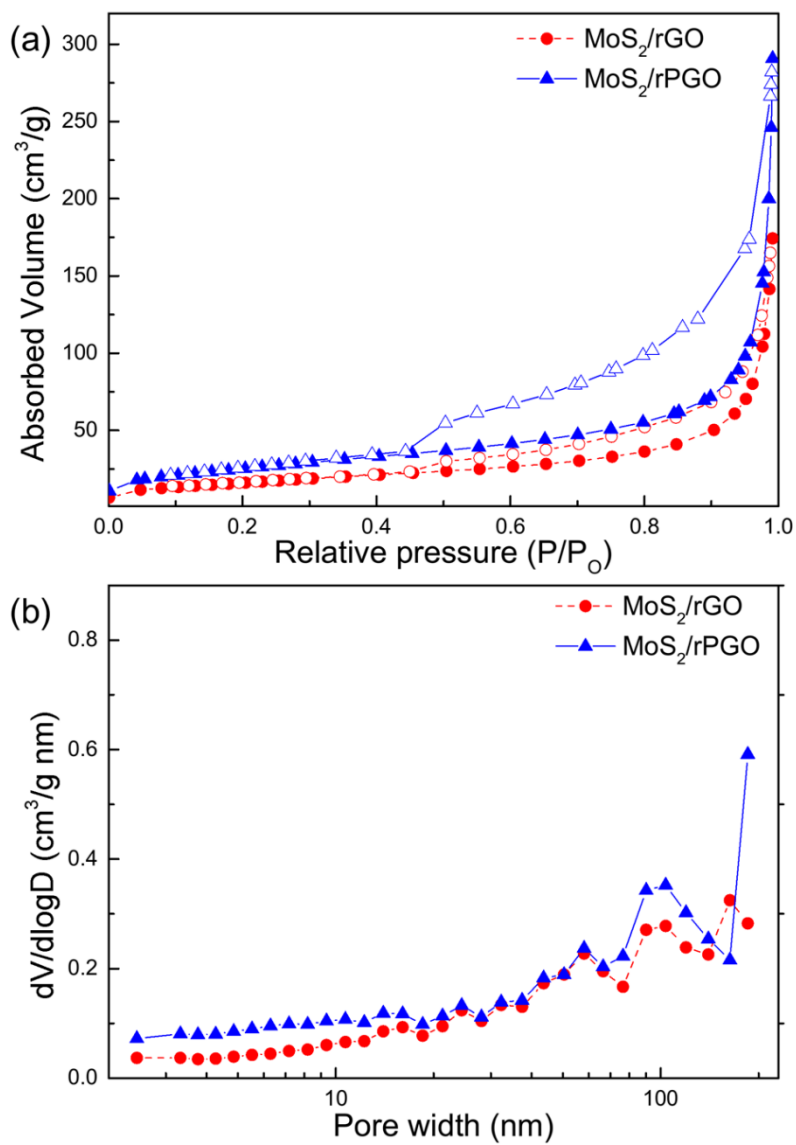 (a)
MoS₂/rGO
MoS₂/rPGO
Absorbed Volume (cm³/g)
300
250
200
150
100
50
0.0 0.2 0.4 0.6 0.8 1.0
Relative pressure (P/P_O)
(b)
MoS₂/rGO
MoS₂/rPGO
dV/dlogD (cm³/g nm)
0.8
0.6
0.4
0.2
0.0
10 100
Pore width (nm)